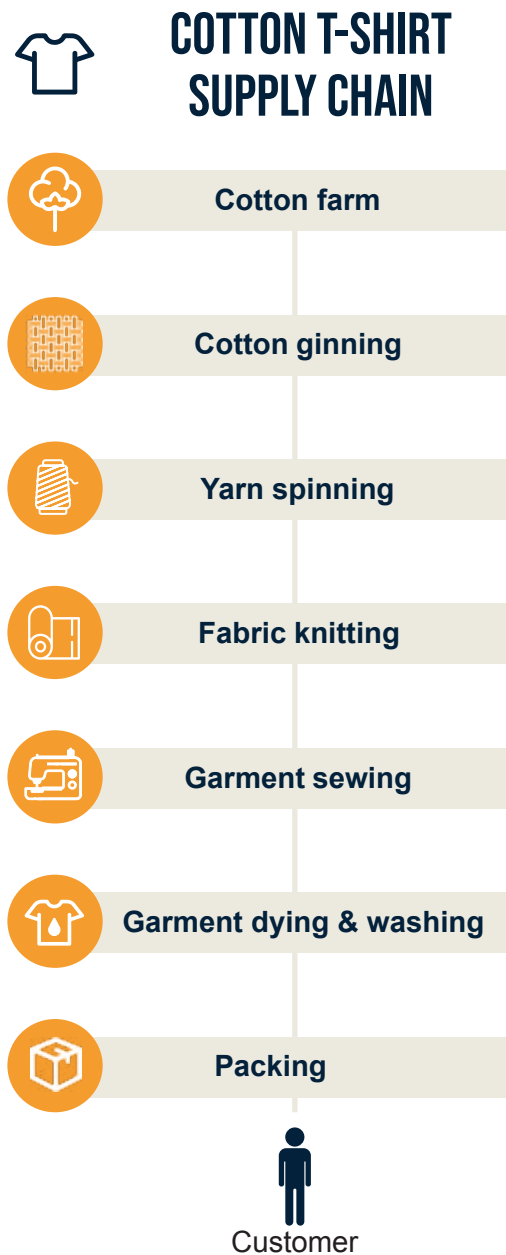 COTTON T-SHIRT
SUPPLY CHAIN
Cotton farm
Cotton ginning
Yarn spinning
Fabric knitting
Garment sewing
Garment dying & washing
Packing
Customer